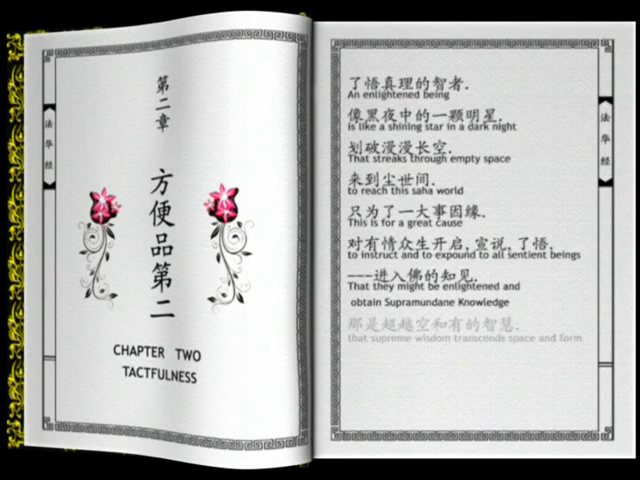 法华经
第二章
方便品第二
CHAPTER TWO
TACTFULNESS
了悟真理的智者.
An enlightened being
像黑夜中的一颗明星.
Is like a shining star in a dark night
划破漫漫长空.
That streaks through empty space
来到尘世间.
to reach this saha world
只为了一大事因缘.
This is for a great cause
对有情众生开启,宣说,了悟.
to instruct and to expound to all sentient beings
---进入佛的知见.
That they might be enlightened and
obtain Supramundane Knowledge
那是超越空和有的智慧.
that supreme wisdom transcends space and form
法华经